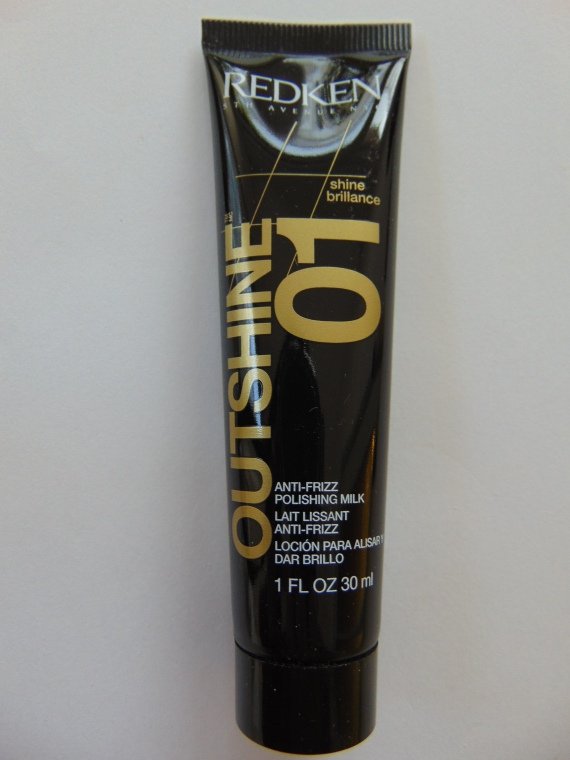 REDKEN
5TH AVENUE NYC
shine
brillance
01
OUTSHINE
ANTI-FRIZZ
POLISHING MILK
LAIT LISSANT
ANTI-FRIZZ
LOCIÓN PARA ALISAR Y
DAR BRILLO
1 FL OZ 30 ml